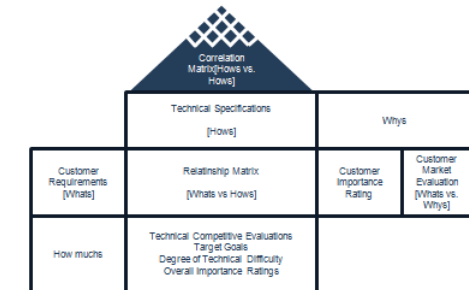 Correlation
Matrix[Hows vs.
Hows]
Technical Specifications
[Hows]
Whys
Customer
Requirements
[Whats]
Relatinship Matrix
[Whats vs Hows]
Customer
Importance
Rating
Customer
Market
Evaluation
[Whats vs.
Whys]
How muchs
Technical Competitive Evaluations
Target Goals
Degree of Technical Difficulty
Overall Importance Ratings